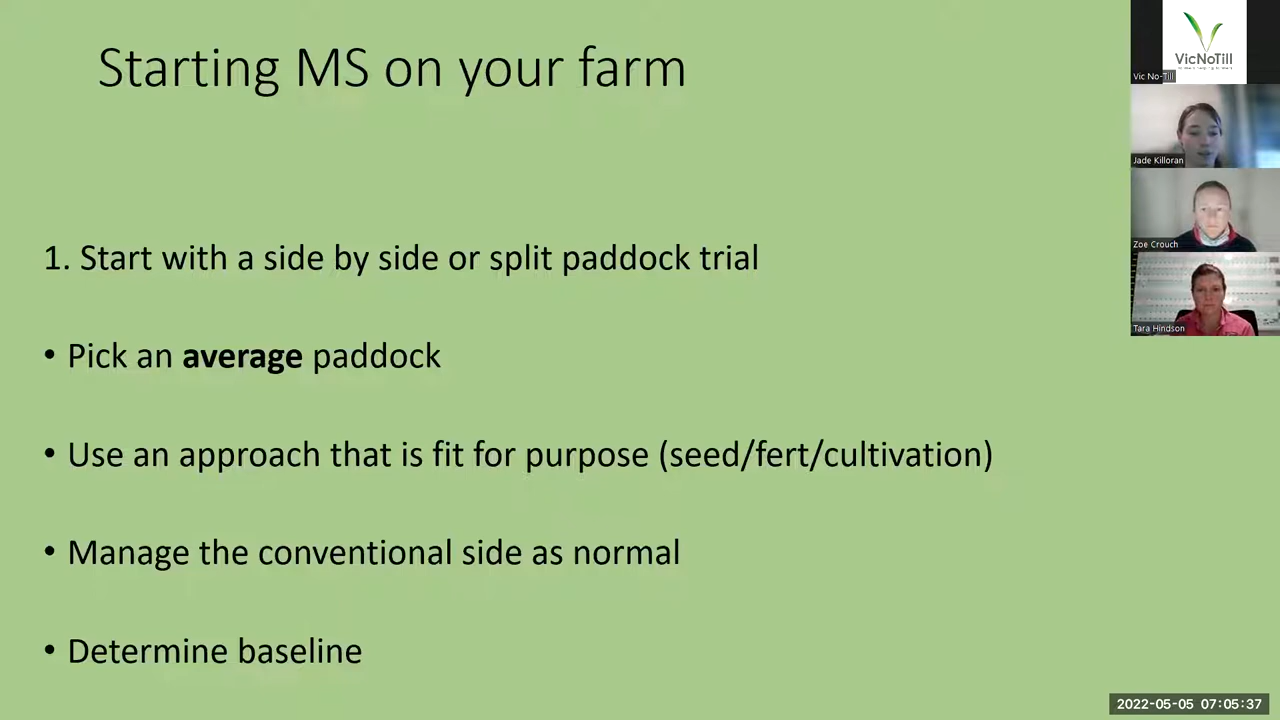 Starting MS on your farm
1. Start with a side by side or split paddock trial
• Pick an average paddock
• Use an approach that is fit for purpose (seed/fert/cultivation)
• Manage the conventional side as normal
• Determine baseline
VicNoTill
Vic No-Till
Jade Killoran
Zoe Crouch
Tara Hindson
2022-05-05 07:05:37